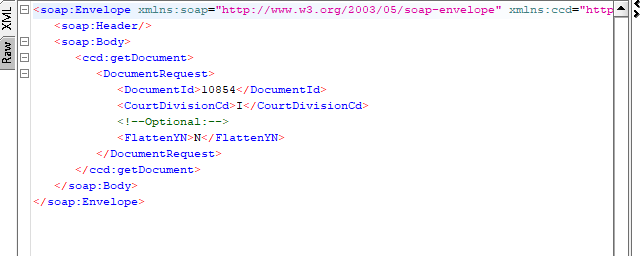 XML
Raw
<soap:Envelope xmlns:soap="http://www.w3.org/2003/05/soap-envelope" xmlns:ccd="http
<soap:Header/>
<soap:Body>
<ccd:getDocument>
<DocumentRequest>
<DocumentId>10854</DocumentId>
<CourtDivisionCd>I</CourtDivisionCd>
<!--Optional:-->
<FlattenYN>N</FlattenYN>
</DocumentRequest>
</ccd:getDocument>
</soap:Body>
</soap:Envelope>